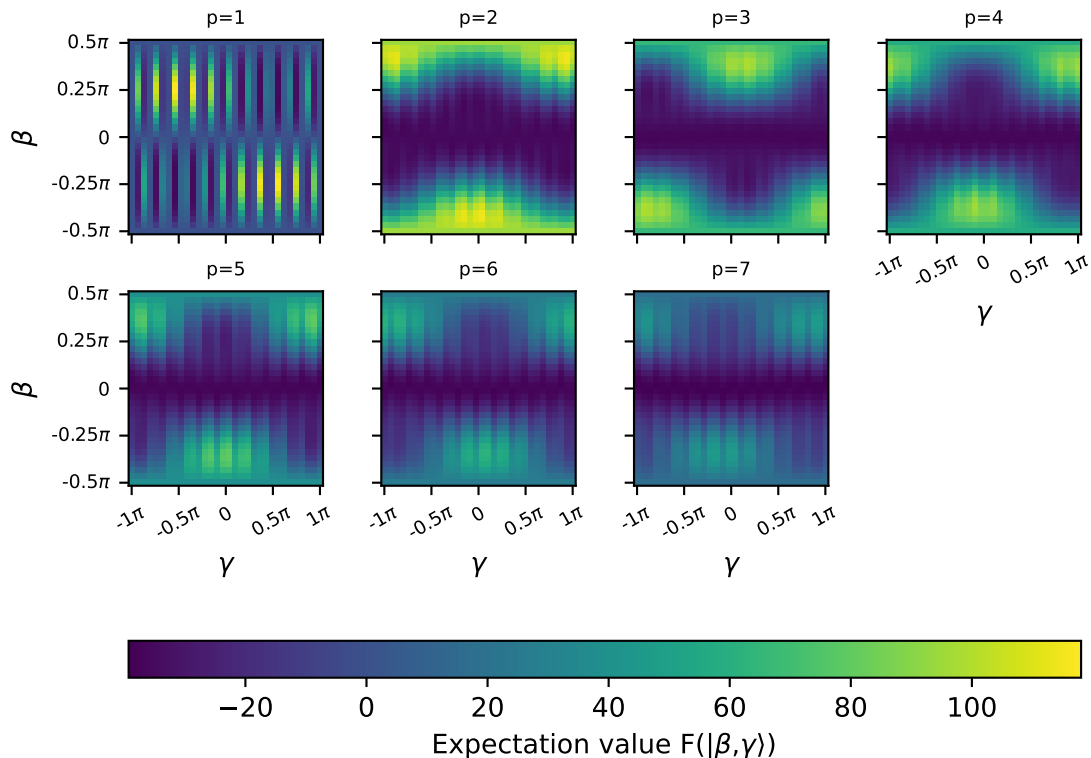 p=1 p=2 p=3 p=4
0.5π
0.25π
0
-0.25π
-0.5π
β
-1π -0.5π 0 0.5π 1π
γ
p=5 p=6 p=7
0.5π
0.25π
0
-0.25π
-0.5π
β
-1π -0.5π 0 0.5π 1π -1π -0.5π 0 0.5π 1π -1π -0.5π 0 0.5π 1π
γ γ γ
−20 0 20 40 60 80 100
Expectation value F(|β,γ⟩)